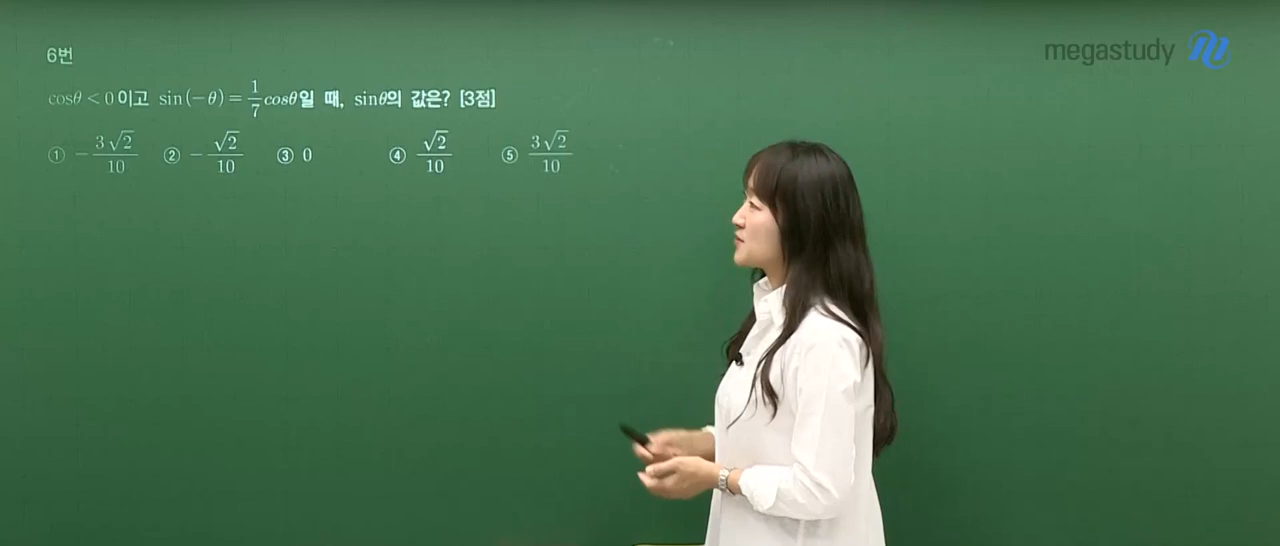 megastudy
6번
cosθ < 0이고 sin(-θ) = 1/7 cosθ일 때, sinθ의 값은? [3점]
① -3√2/10 ② -√2/10 ③ 0 ④ √2/10 ⑤ 3√2/10